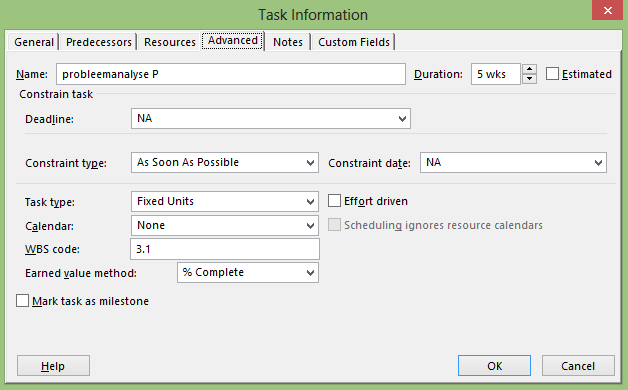 Task Information
General Predecessors Resources Advanced Notes Custom Fields
Name: probleemanalyse P Duration: 5 wks Estimated
Constrain task
Deadline: NA
Constraint type: As Soon As Possible Constraint date: NA
Task type: Fixed Units Effort driven
Calendar: None Scheduling ignores resource calendars
WBS code: 3.1
Earned value method: % Complete
Mark task as milestone
Help OK Cancel